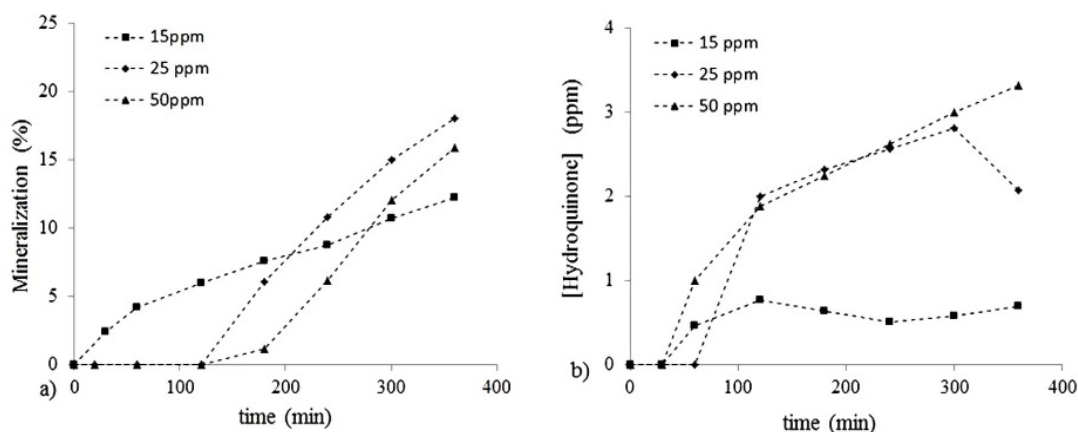 25
20
15
10
5
0
Mineralization (%)
15ppm
25 ppm
50ppm
0 100 200 300 400
time (min)
a)
4
3
2
1
0
[Hydroquinone] (ppm)
15 ppm
25 ppm
50 ppm
0 100 200 300 400
time (min)
b)